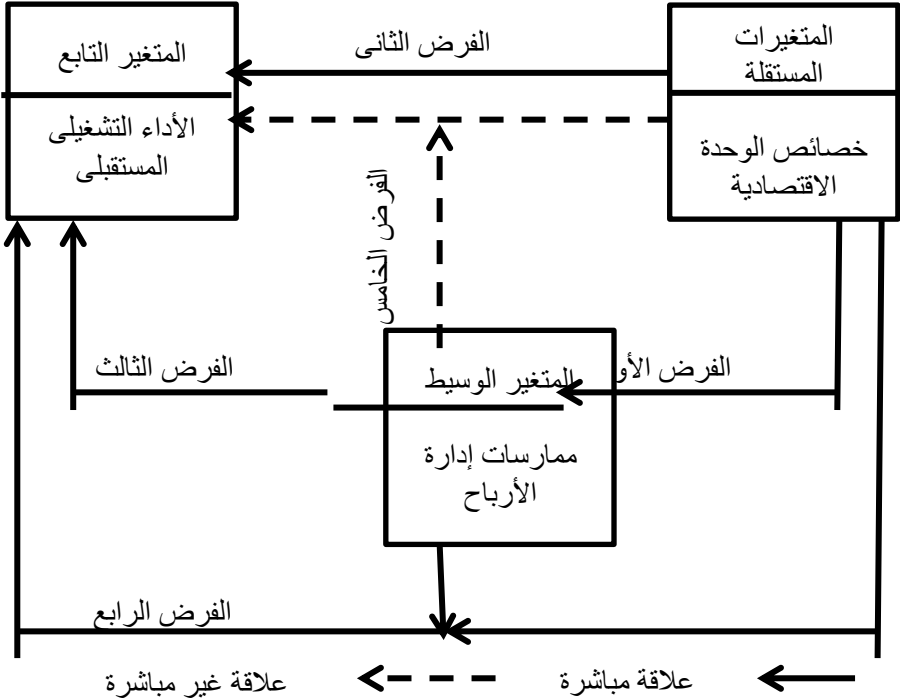 المتغيرات
المستقلة
خصائص الوحدة
الاقتصادية
الفرض الثانى
المتغير التابع
الأداء التشغيلى
المستقبلى
الفرض الخامس
الفرض الأو
المتغير الوسيط
ممارسات إدارة
الأرباح
الفرض الثالث
الفرض الرابع
علاقة مباشرة
علاقة غير مباشرة